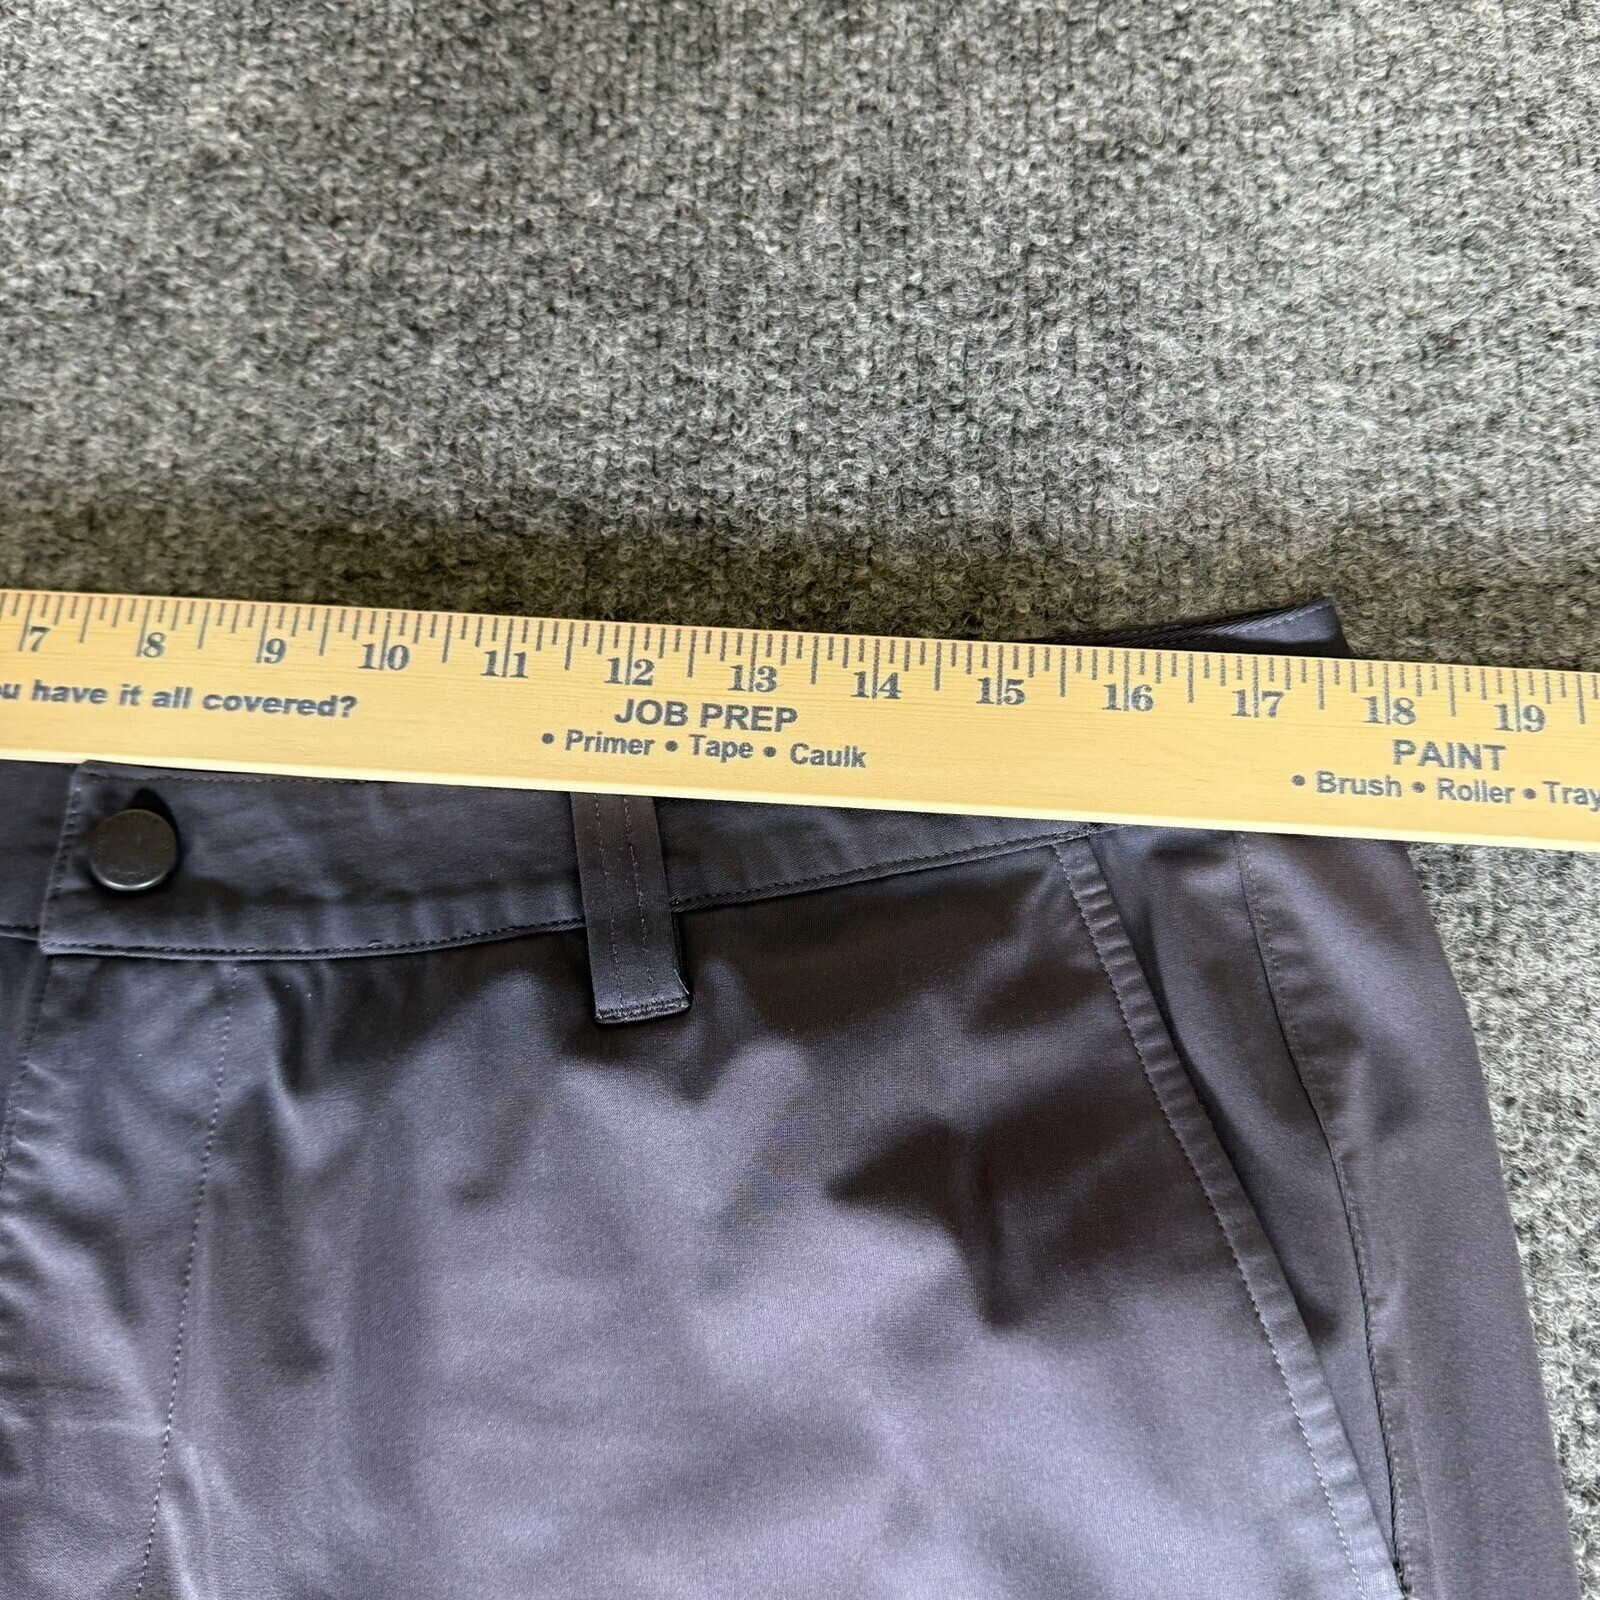 7 8 9 10 11 12 13 14 15 16 17 18 19
u have it all covered?
JOB PREP
• Primer • Tape • Caulk
PAINT
• Brush • Roller • Tray